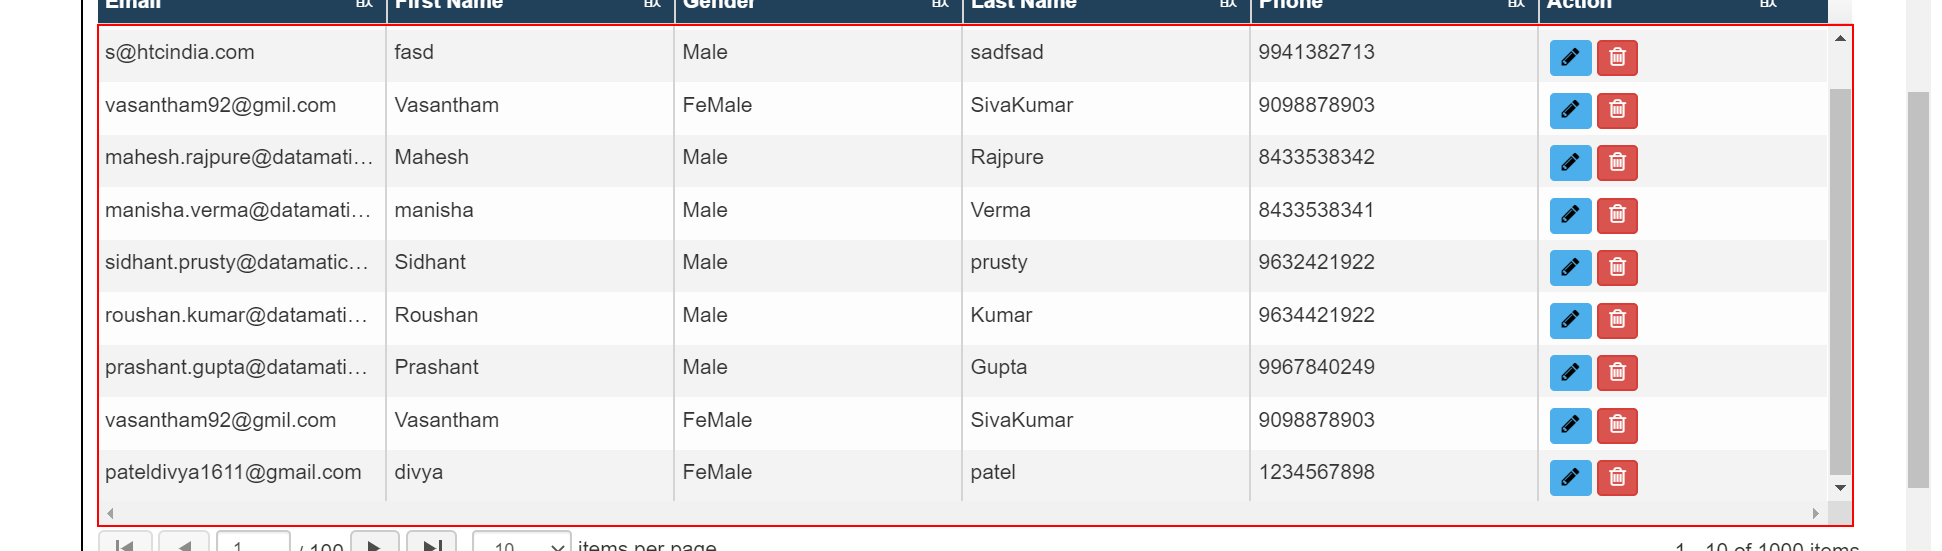 Email First Name Gender Last Name Phone Action
s@htcindia.com fasd Male sadfsad 9941382713
vasantham92@gmil.com Vasantham FeMale SivaKumar 9098878903
mahesh.rajpure@datamati... Mahesh Male Rajpure 8433538342
manisha.verma@datamati... manisha Male Verma 8433538341
sidhant.prusty@datamatic... Sidhant Male prusty 9632421922
roushan.kumar@datamati... Roushan Male Kumar 9634421922
prashant.gupta@datamati... Prashant Male Gupta 9967840249
vasantham92@gmil.com Vasantham FeMale SivaKumar 9098878903
pateldivya1611@gmail.com divya FeMale patel 1234567898
1 / 100 10 items per page 1 - 10 of 1000 items